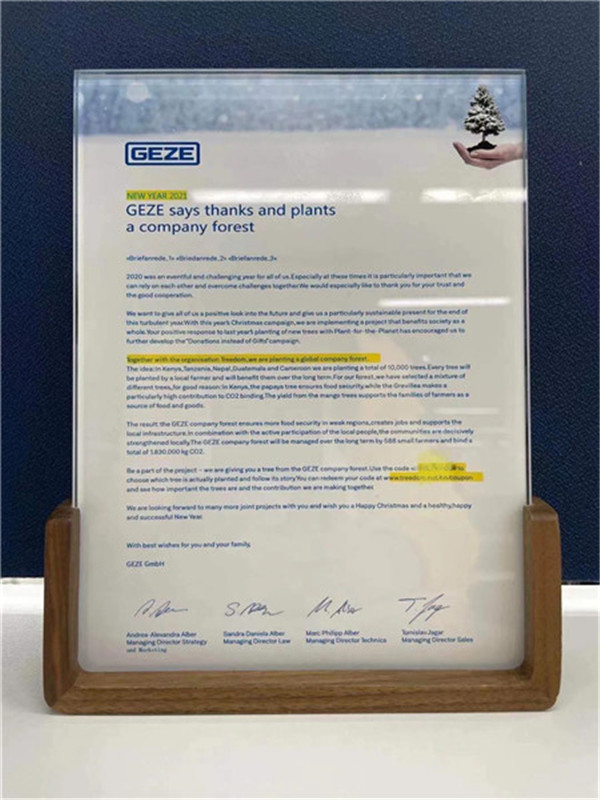 GEZE
NEW YEAR 2021
GEZE says thanks and plants
a company forest
«Briefanrede_1» «Briedanrede_2» «Briefanrede_3»
2020 was an eventful and challenging year for all of us.Especially at these times it is particularly important that we
can rely on each other and overcome challenges together.We would especially like to thank you for your trust and
the good cooperation.
We want to give all of us a positive look into the future and give us a particularly sustainable present for the end of
this turbulent year.With this year's Christmas campaign,we are implementing a project that benefits society as a
whole.Your positive response to last year's planting of new trees with Plant-for-the-Planet has encouraged us to
further develop the"Donations instead of Gifts"campaign.
Together with the organisation Treedom,we are planting a global company forest.
The idea:In Kenya,Tanzania,Nepal,Guatemala and Cameroon we are planting a total of 10,000 trees.Every tree will
be planted by a local farmer and will benefit them over the long term.For our forest,we have selected a mixture of
different trees,for good reason:In Kenya,the papaya tree ensures food security,while the Grevillea makes a
particularly high contribution to CO2 binding.The yield from the mango trees supports the families of farmers as a
source of food and goods.
The result:the GEZE company forest ensures more food security in weak regions,creates jobs and supports the
local infrastructure.In combination with the active participation of the local people,the communities are decisively
strengthened locally.The GEZE company forest will be managed over the long term by 588 small farmers and bind a
total of 1.830.000 kg CO2.
Be a part of the project – we are giving you a tree from the GEZE company forest.Use the code to
choose which tree is actually planted and follow its story.You can redeem your code at
and see how important the trees are and the contribution we are making together.
We are looking forward to many more joint projects with you and wish you a Happy Christmas and a healthy,happy
and successful New Year.
With best wishes for you and your family,
GEZE GmbH
Andrea-Alexandra Alber Sandra Daniela Alber Marc Philipp Alber Tomislav Jagar
Managing Director Strategy Managing Director Law Managing Director Technics Managing Director Sales
and Marketing